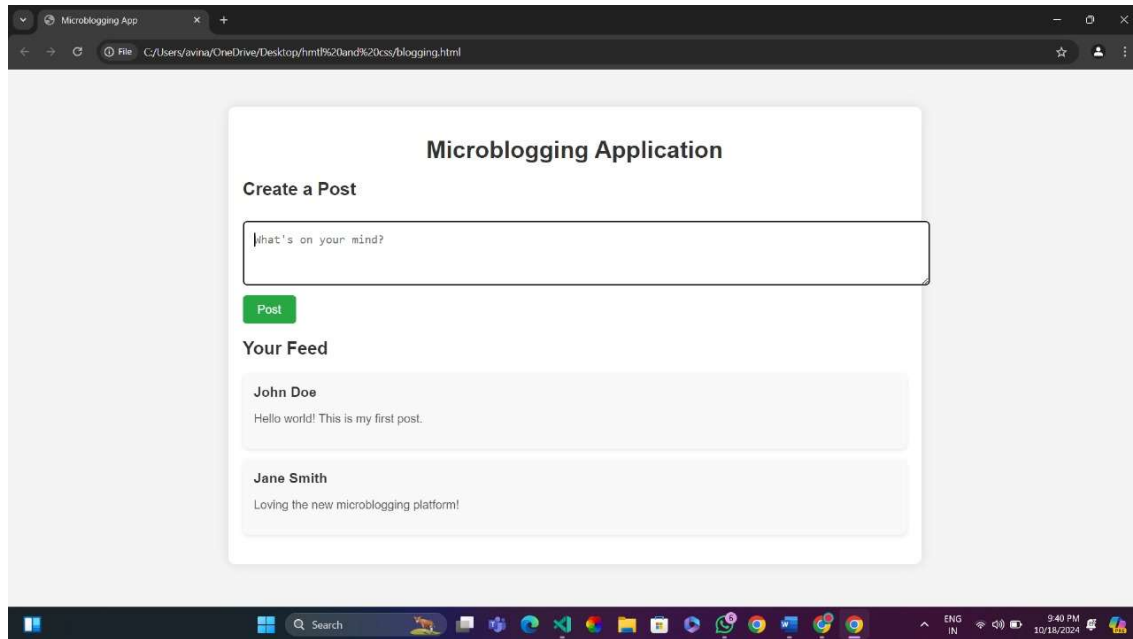 Microblogging App
File C:/Users/avina/OneDrive/Desktop/hmtl%20and%20css/blogging.html
Microblogging Application
Create a Post
What's on your mind?
Post
Your Feed
John Doe
Hello world! This is my first post.
Jane Smith
Loving the new microblogging platform!
Search
ENG
IN
9:40 PM
10/18/2024